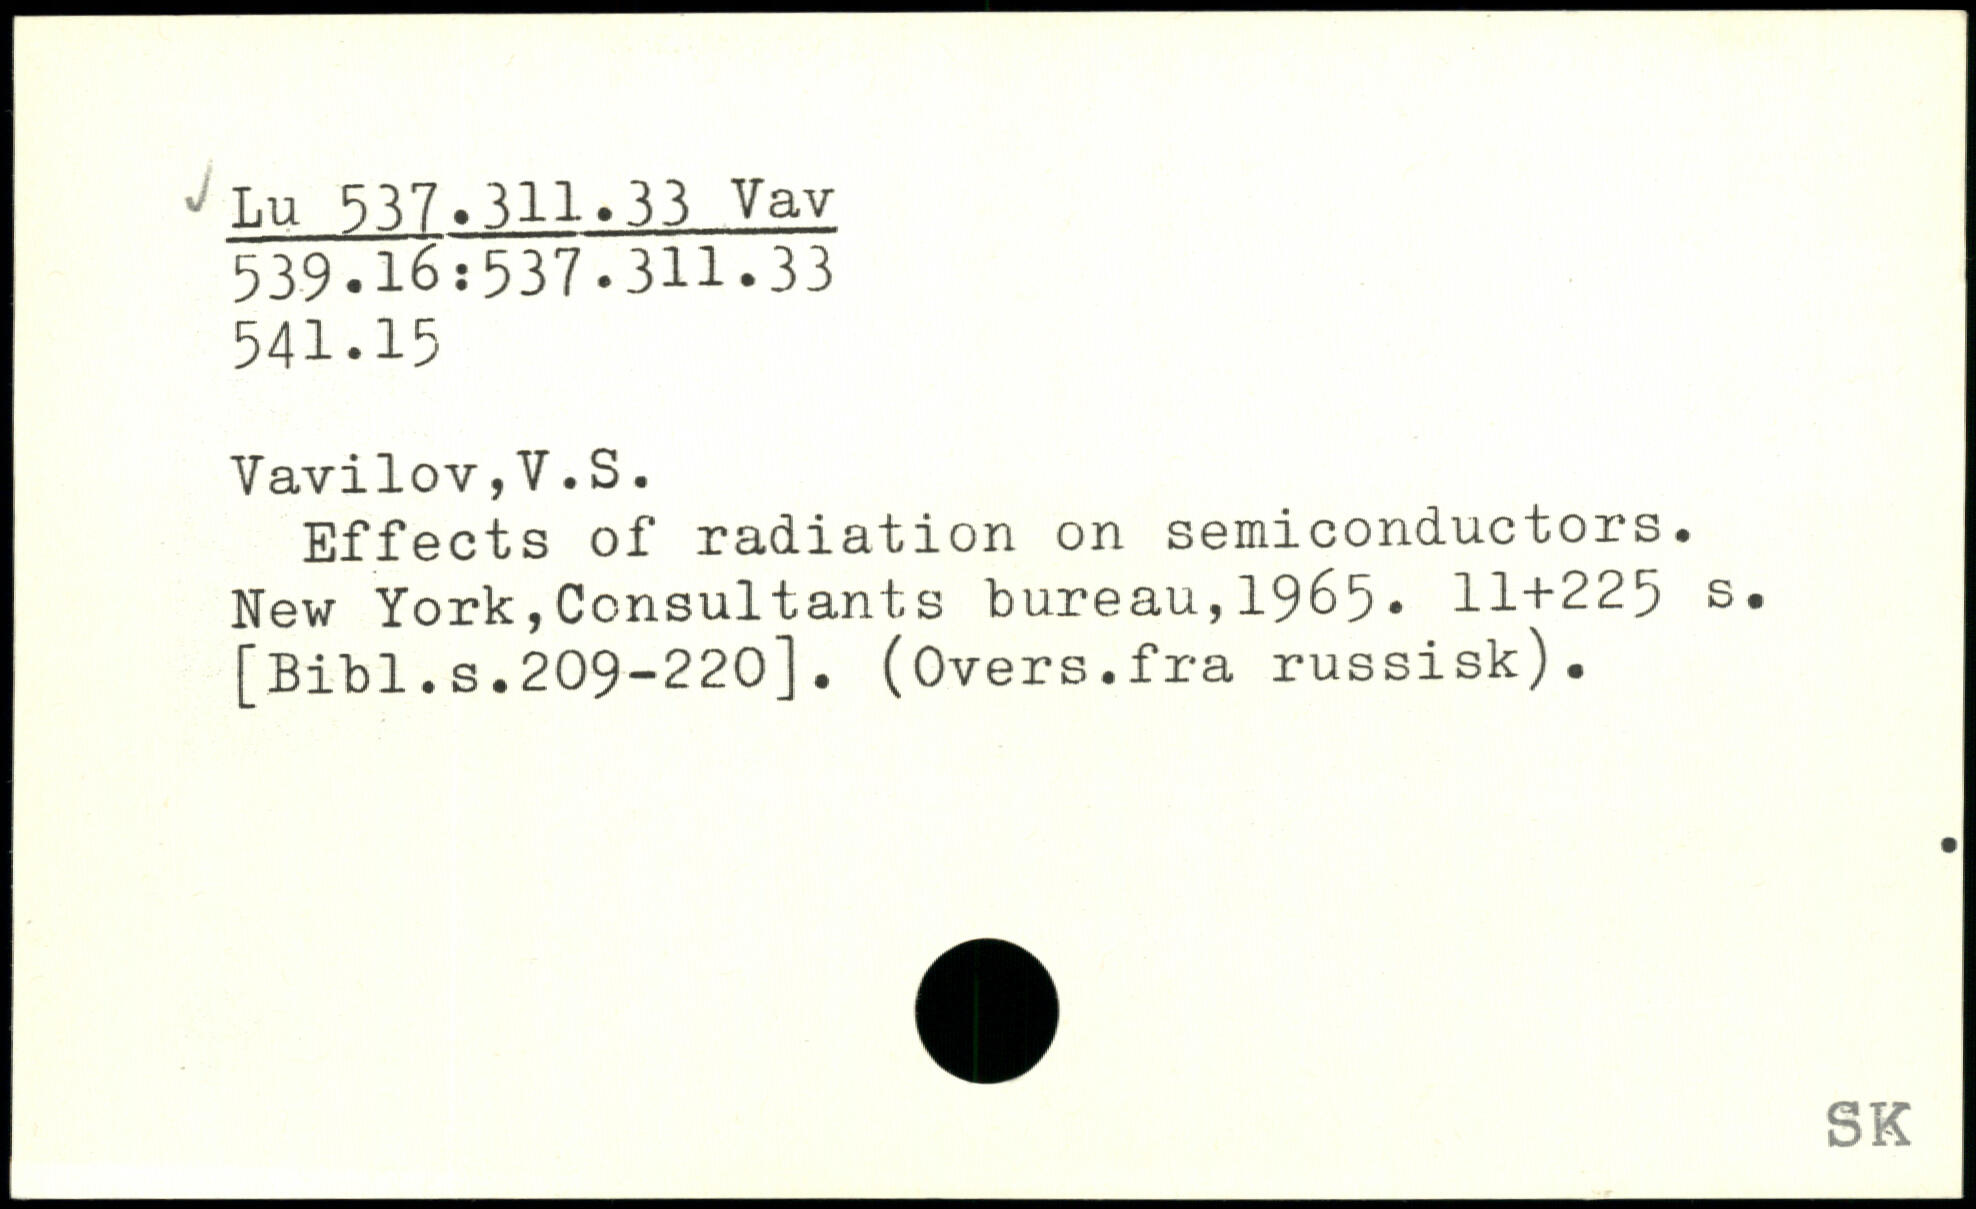 Lu 537.311.33 Vav
539.16:537.311.33
541.15
Vavilov,V.S.
Effects of radiation on semiconductors.
New York,Consultants bureau,1965. 11+225 s.
[Bibl.s.209-220]. (Overs.fra russisk).
SK